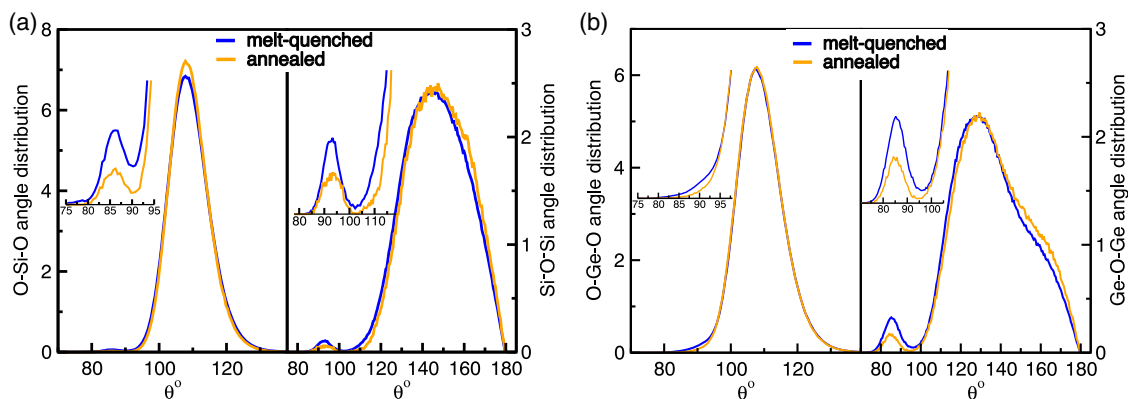 (a)
melt-quenched
annealed
O-Si-O angle distribution
0 2 4 6 8
75 80 85 90 95
80 90 100 110
80 100 120
80 100 120 140 160 180
θ° θ°
0 1 2 3
Si-O-Si angle distribution
(b)
melt-quenched
annealed
O-Ge-O angle distribution
0 2 4 6
75 80 85 90 95
80 90 100
80 100 120
80 100 120 140 160 180
θ° θ°
0 1 2 3
Ge-O-Ge angle distribution